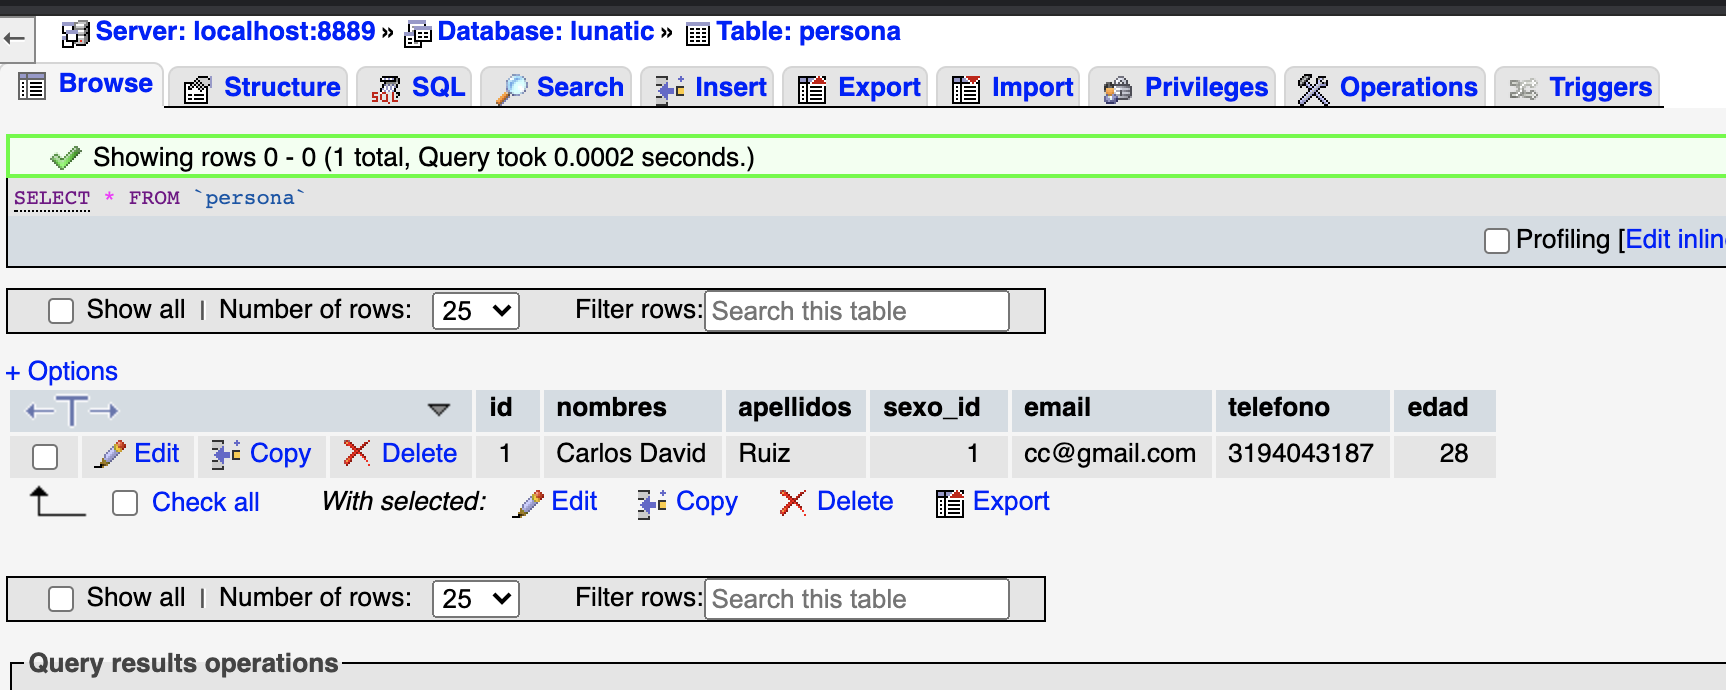 Server: localhost:8889 » Database: lunatic » Table: persona
Browse Structure SQL Search Insert Export Import Privileges Operations Triggers
Showing rows 0 - 0 (1 total, Query took 0.0002 seconds.)
SELECT * FROM `persona`
Profiling [Edit inlin
Show all | Number of rows: 25 Filter rows: Search this table
+ Options
←T→ id nombres apellidos sexo_id email telefono edad
Edit Copy Delete 1 Carlos David Ruiz 1 cc@gmail.com 3194043187 28
Check all With selected: Edit Copy Delete Export
Show all | Number of rows: 25 Filter rows: Search this table
Query results operations